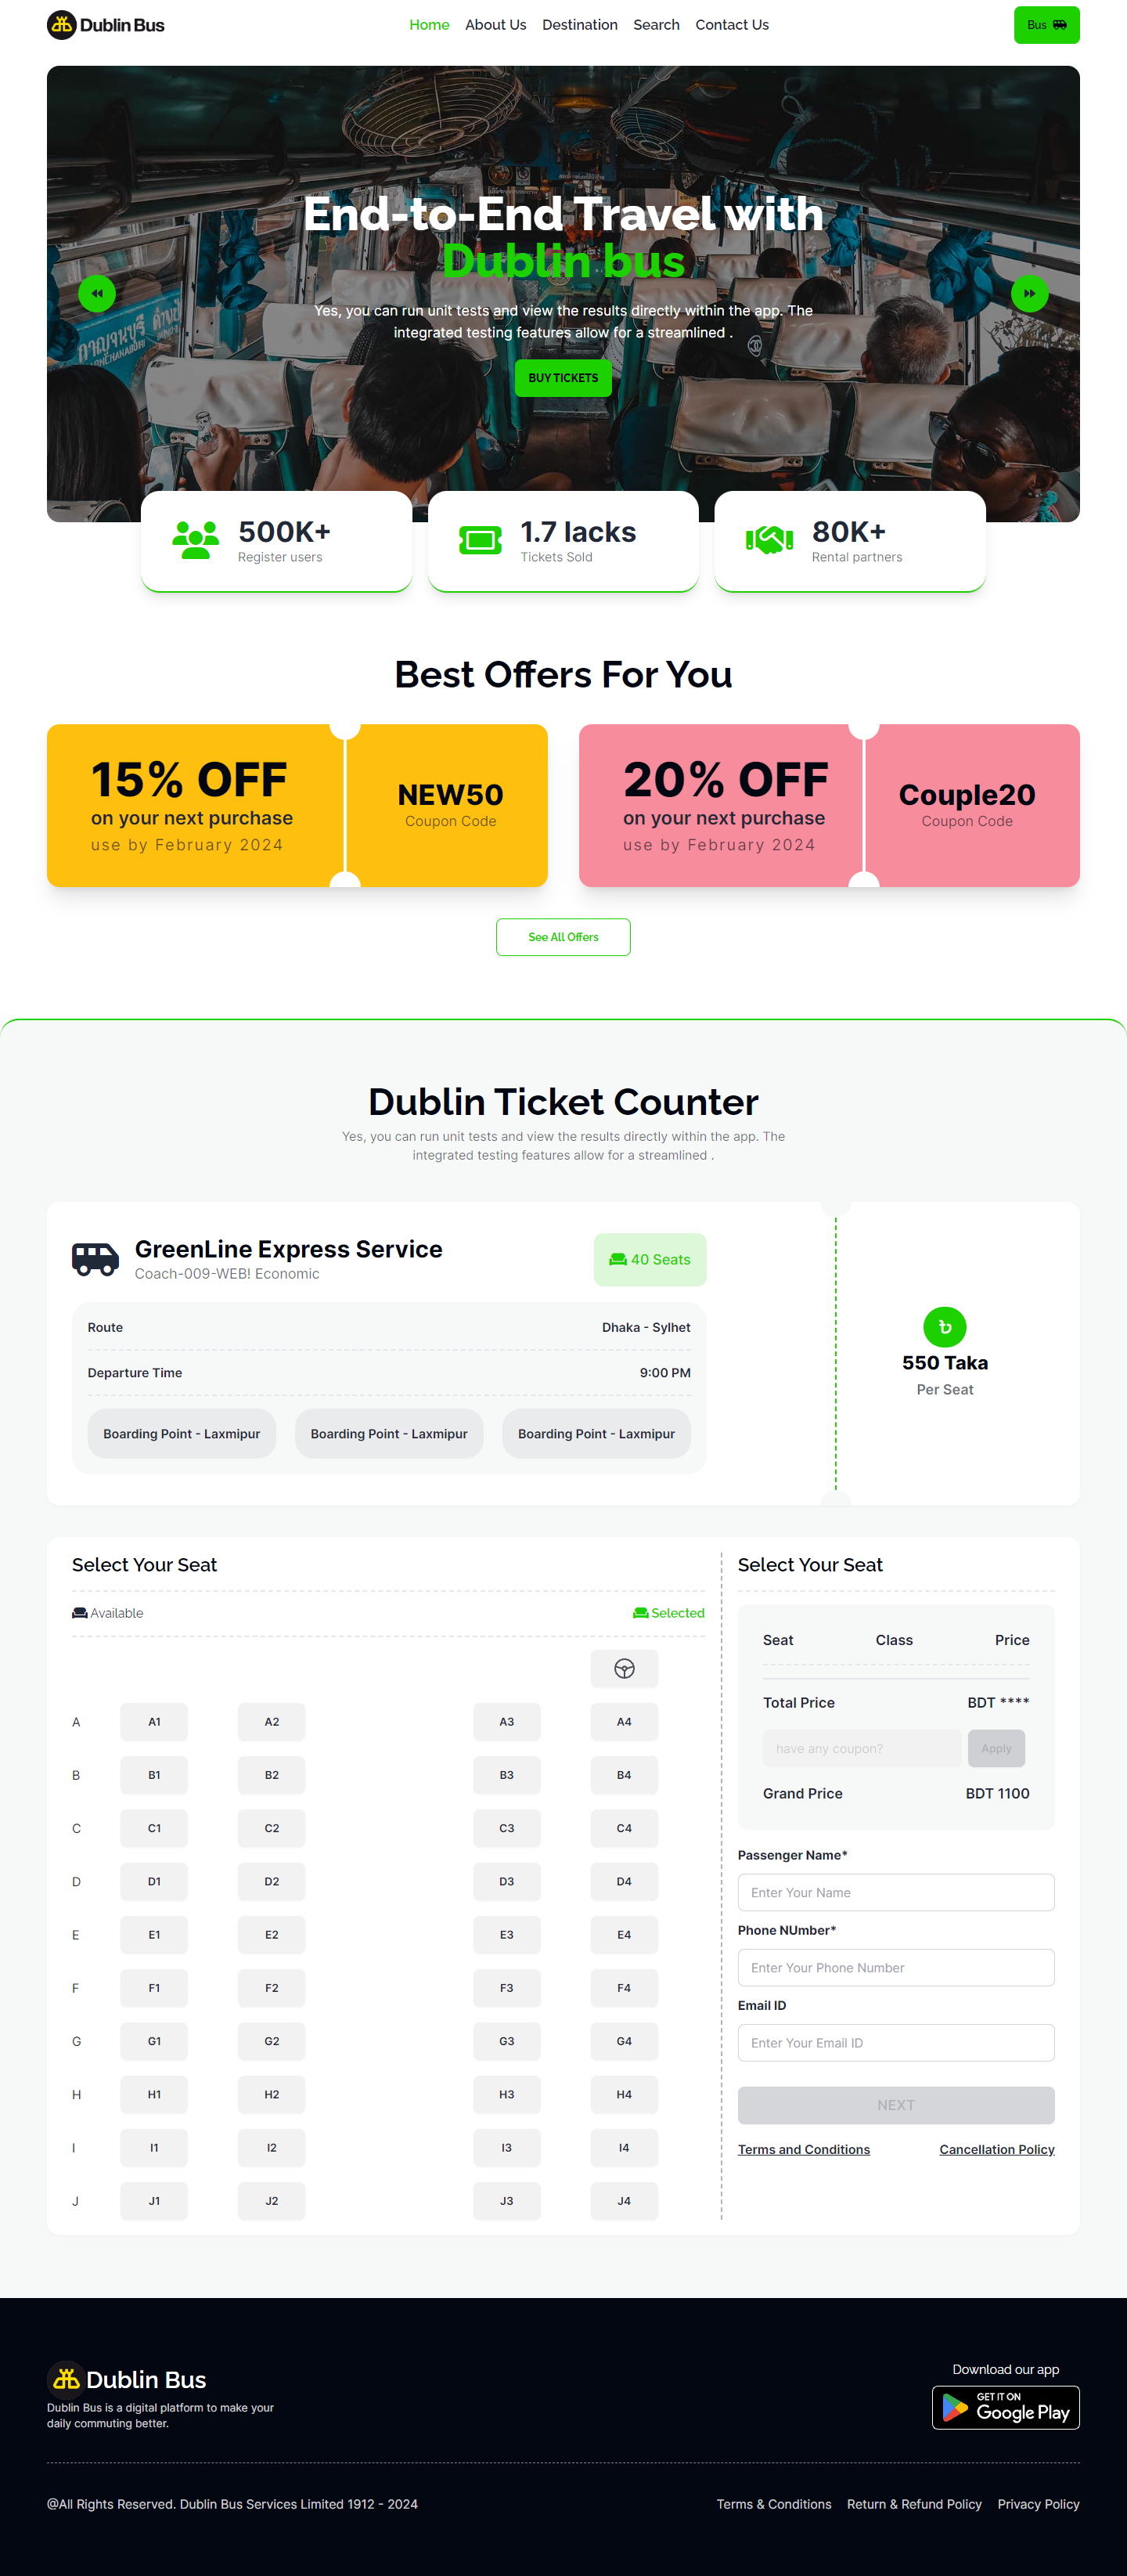 Dublin Bus
Home About Us Destination Search Contact Us
Bus
End-to-End Travel with
Dublin bus
Yes, you can run unit tests and view the results directly within the app. The
integrated testing features allow for a streamlined .
BUY TICKETS
กาญจนบุรี
KANCHANABURI
500K+
Register users
1.7 lacks
Tickets Sold
80K+
Rental partners
Best Offers For You
15% OFF
on your next purchase
use by February 2024
NEW50
Coupon Code
20% OFF
on your next purchase
use by February 2024
Couple20
Coupon Code
See All Offers
Dublin Ticket Counter
Yes, you can run unit tests and view the results directly within the app. The
integrated testing features allow for a streamlined .
GreenLine Express Service
Coach-009-WEB! Economic
40 Seats
Route Dhaka - Sylhet
Departure Time 9:00 PM
Boarding Point - Laxmipur Boarding Point - Laxmipur Boarding Point - Laxmipur
৳
550 Taka
Per Seat
Select Your Seat
Available Selected
A A1 A2 A3 A4
B B1 B2 B3 B4
C C1 C2 C3 C4
D D1 D2 D3 D4
E E1 E2 E3 E4
F F1 F2 F3 F4
G G1 G2 G3 G4
H H1 H2 H3 H4
I I1 I2 I3 I4
J J1 J2 J3 J4
Select Your Seat
Seat Class Price
Total Price BDT ****
have any coupon? Apply
Grand Price BDT 1100
Passenger Name*
Enter Your Name
Phone NUmber*
Enter Your Phone Number
Email ID
Enter Your Email ID
NEXT
Terms and Conditions Cancellation Policy
Dublin Bus
Dublin Bus is a digital platform to make your
daily commuting better.
Download our app
GET IT ON
Google Play
@All Rights Reserved. Dublin Bus Services Limited 1912 - 2024
Terms & Conditions Return & Refund Policy Privacy Policy